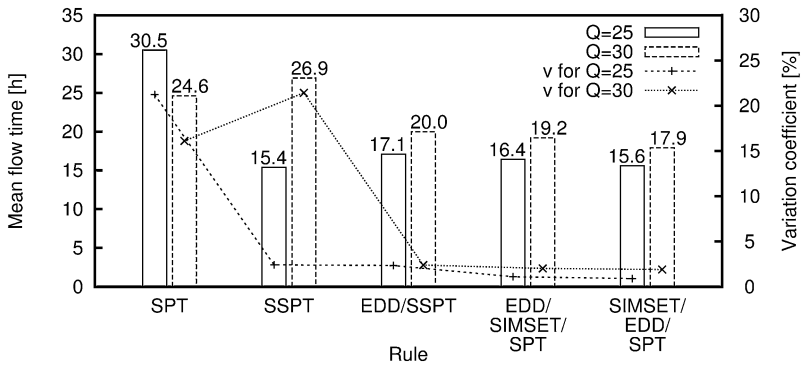 Mean flow time [h]
35
30
25
20
15
10
5
0
30.5
24.6
15.4
26.9
17.1
20.0
16.4
19.2
15.6
17.9
Q=25
Q=30
v for Q=25
v for Q=30
30
25
20
15
10
5
0
Variation coefficient [%]
SPT
SSPT
EDD/SSPT
EDD/
SIMSET/
SPT
SIMSET/
EDD/
SPT
Rule